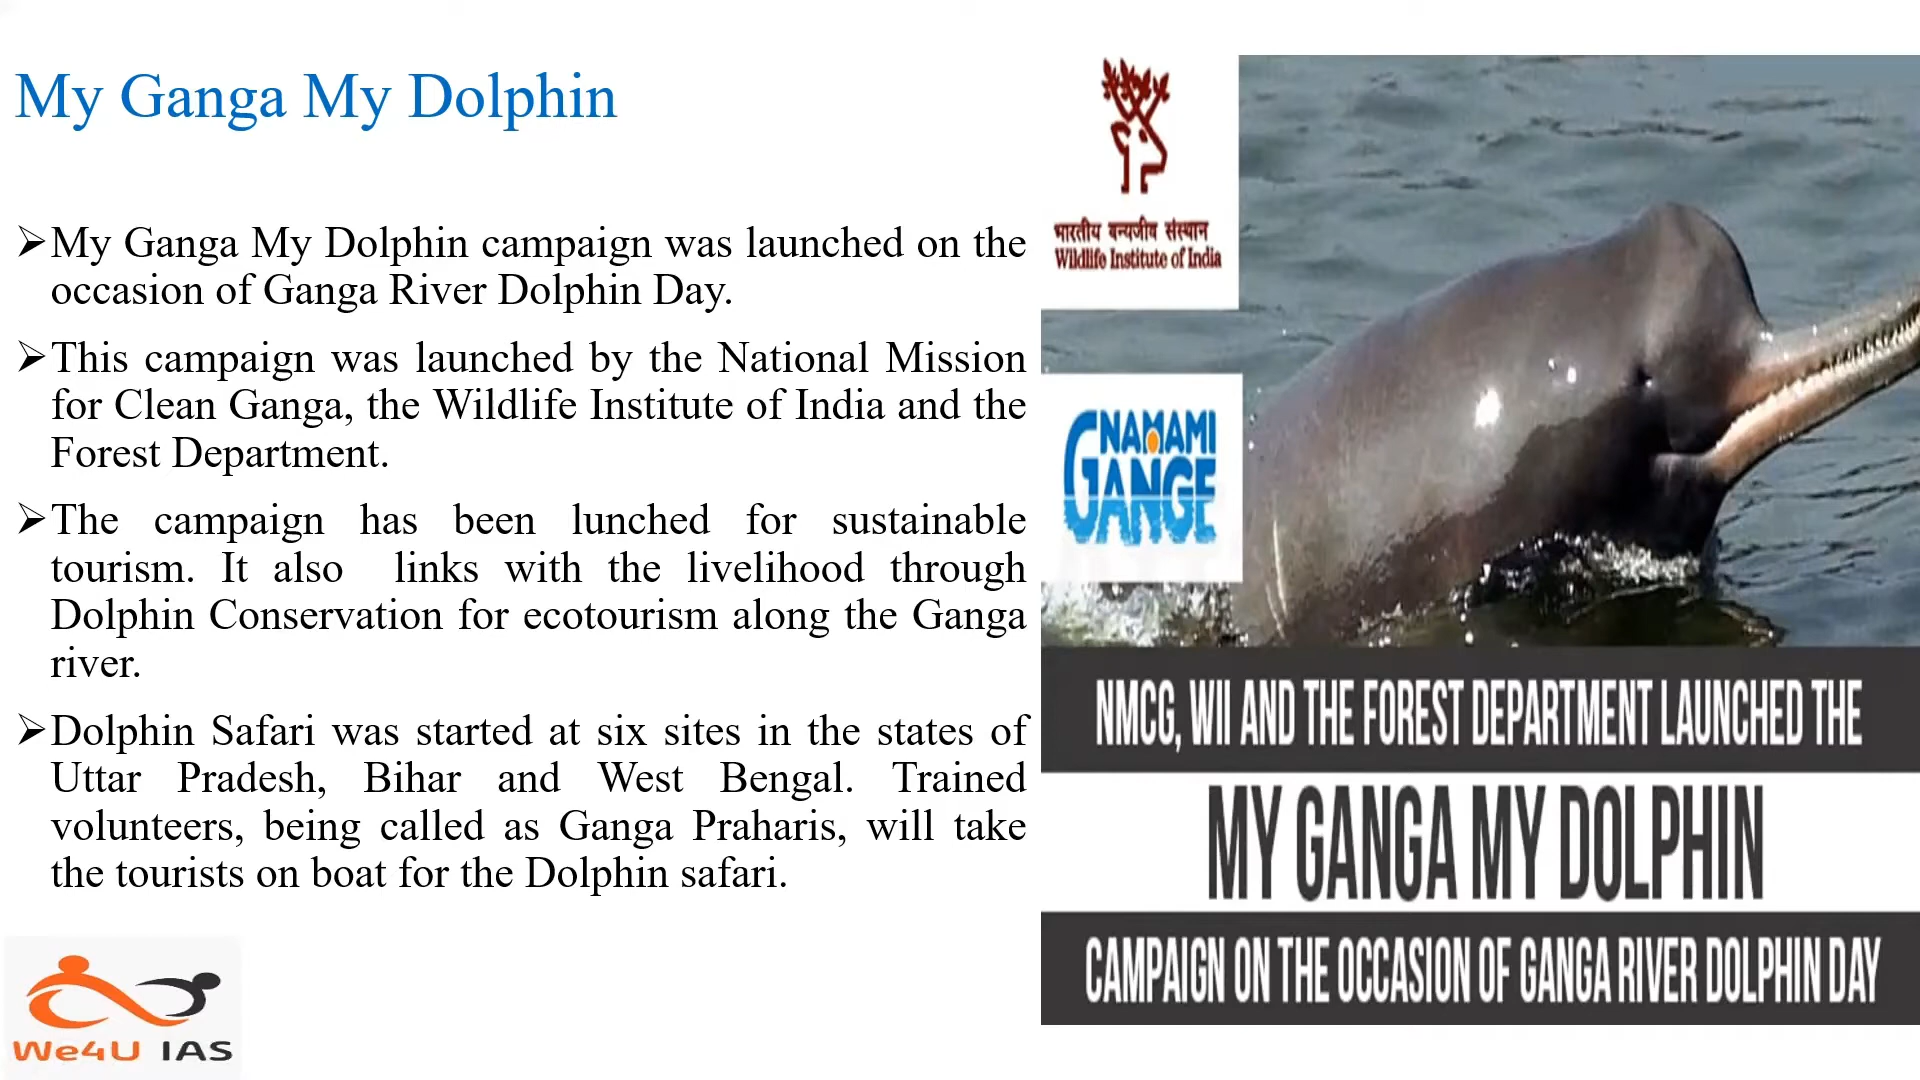 My Ganga My Dolphin
➢My Ganga My Dolphin campaign was launched on the
occasion of Ganga River Dolphin Day.
➢This campaign was launched by the National Mission
for Clean Ganga, the Wildlife Institute of India and the
Forest Department.
➢The campaign has been lunched for sustainable
tourism. It also links with the livelihood through
Dolphin Conservation for ecotourism along the Ganga
river.
➢Dolphin Safari was started at six sites in the states of
Uttar Pradesh, Bihar and West Bengal. Trained
volunteers, being called as Ganga Praharis, will take
the tourists on boat for the Dolphin safari.
We4U IAS
भारतीय वन्यजीव संस्थान
Wildlife Institute of India
NAMAMI
GANGE
NMCG, WII AND THE FOREST DEPARTMENT LAUNCHED THE
MY GANGA MY DOLPHIN
CAMPAIGN ON THE OCCASION OF GANGA RIVER DOLPHIN DAY